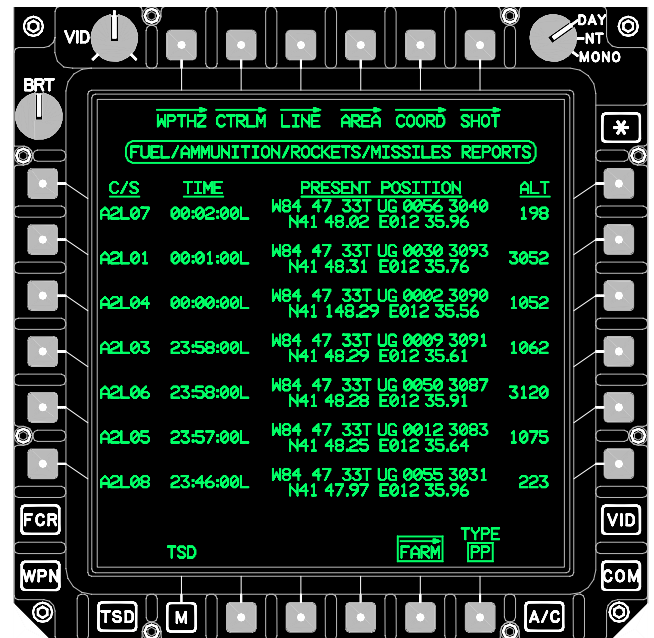 DAY
VID
NT
MONO
BRT
WPTHZ CTRLM LINE AREA COORD SHOT
*
FUEL/AMMUNITION/ROCKETS/MISSILES REPORTS
C/S TIME PRESENT POSITION ALT
A2L07 00:02:00L W84 47 33T UG 0056 3040 198
N41 48.02 E012 35.96
A2L01 00:01:00L W84 47 33T UG 0030 3093 3052
N41 48.31 E012 35.76
A2L04 00:00:00L W84 47 33T UG 0002 3090 1052
N41 148.29 E012 35.56
A2L03 23:58:00L W84 47 33T UG 0009 3091 1062
N41 48.29 E012 35.61
A2L06 23:58:00L W84 47 33T UG 0050 3087 3120
N41 48.28 E012 35.91
A2L05 23:57:00L W84 47 33T UG 0012 3083 1075
N41 48.25 E012 35.64
A2L08 23:46:00L W84 47 33T UG 0055 3031 223
N41 47.97 E012 35.96
FCR VID
TYPE
TSD FARM PP
WPN COM
TSD M A/C